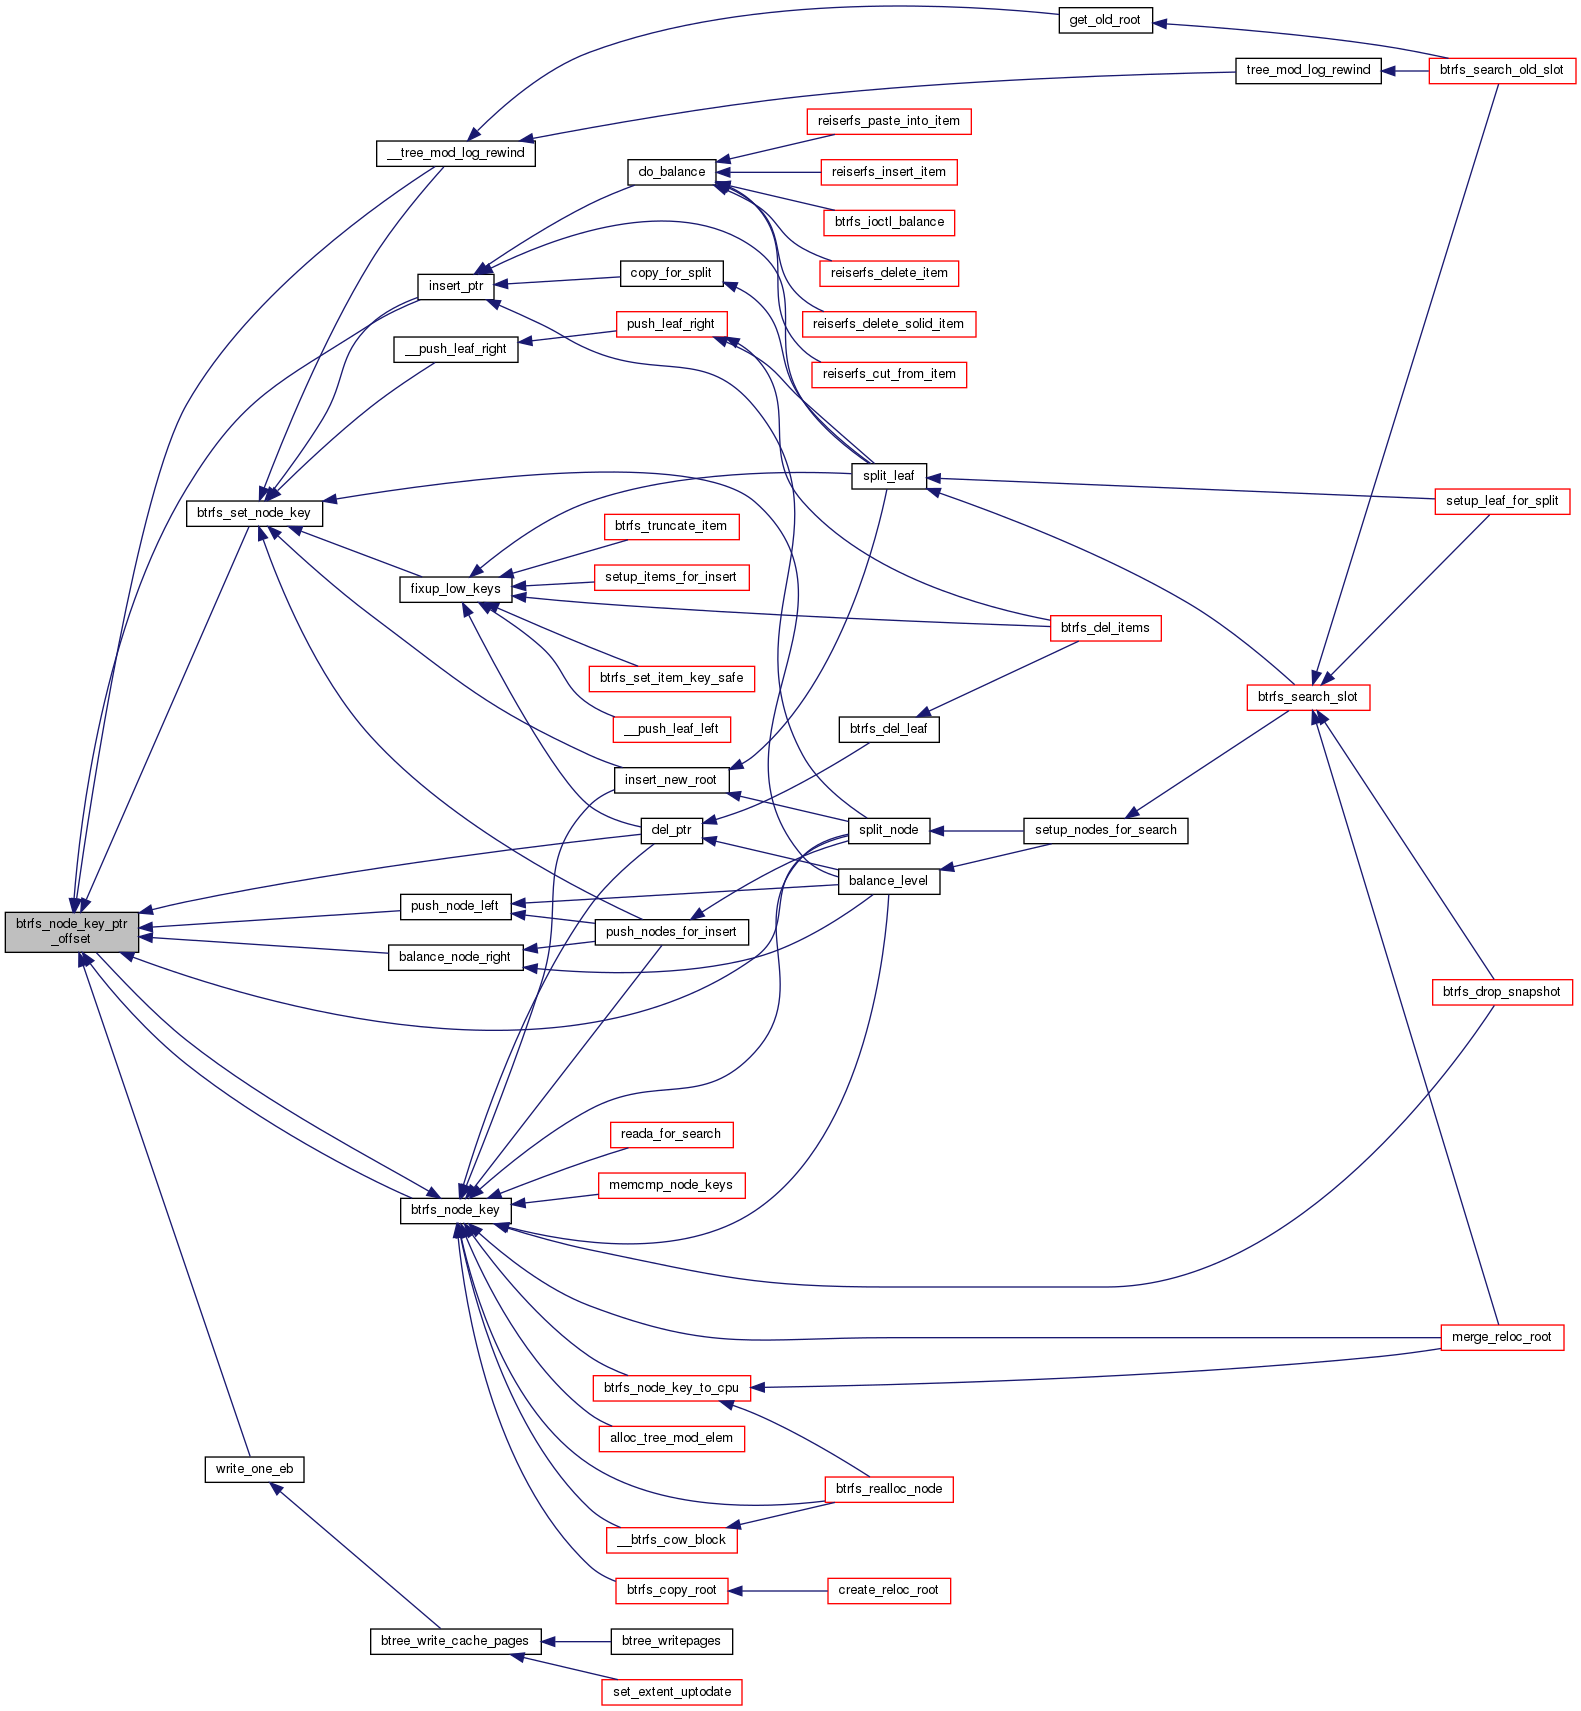 get_old_root
tree_mod_log_rewind
btrfs_search_old_slot
reiserfs_paste_into_item
__tree_mod_log_rewind
do_balance
reiserfs_insert_item
btrfs_ioctl_balance
insert_ptr
copy_for_split
reiserfs_delete_item
push_leaf_right
reiserfs_delete_solid_item
__push_leaf_right
reiserfs_cut_from_item
split_leaf
setup_leaf_for_split
btrfs_set_node_key
btrfs_truncate_item
fixup_low_keys
setup_items_for_insert
btrfs_del_items
btrfs_set_item_key_safe
btrfs_search_slot
__push_leaf_left
btrfs_del_leaf
insert_new_root
del_ptr
split_node
setup_nodes_for_search
balance_level
push_node_left
btrfs_node_key_ptr
_offset
push_nodes_for_insert
balance_node_right
btrfs_drop_snapshot
reada_for_search
memcmp_node_keys
btrfs_node_key
merge_reloc_root
btrfs_node_key_to_cpu
alloc_tree_mod_elem
write_one_eb
btrfs_realloc_node
__btrfs_cow_block
btrfs_copy_root
create_reloc_root
btree_write_cache_pages
btree_writepages
set_extent_uptodate